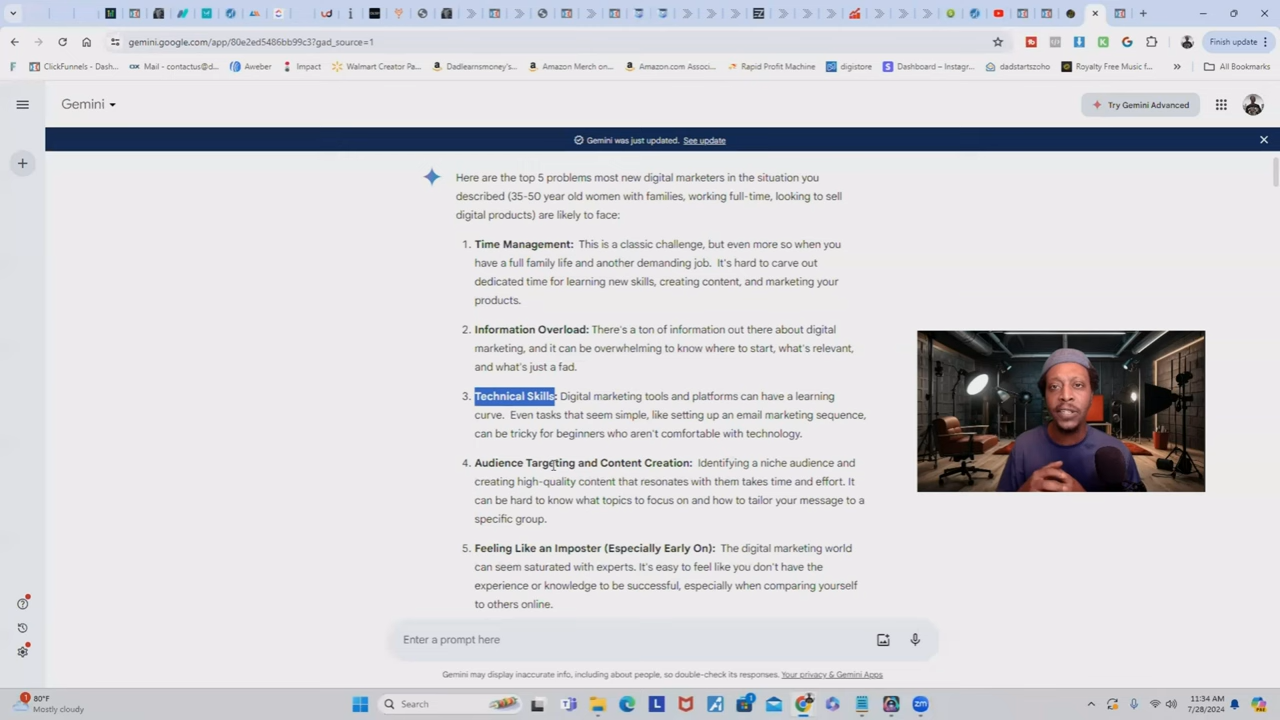 gemini.google.com/app/80e2ed5486bb99c3?gad_source=1
Finish update
ClickFunnels - Dash...
Mail - contactus@d...
Aweber
Impact
Walmart Creator Pa...
Dadlearnsmoney's...
Amazon Merch on...
Amazon.com Associ...
Rapid Profit Machine
digistore
Dashboard – Instagr...
dadstartszoho
Royalty Free Music f...
All Bookmarks
Gemini
Try Gemini Advanced
Gemini was just updated. See update
Here are the top 5 problems most new digital marketers in the situation you
described (35-50 year old women with families, working full-time, looking to sell
digital products) are likely to face:
1. Time Management: This is a classic challenge, but even more so when you
have a full family life and another demanding job. It's hard to carve out
dedicated time for learning new skills, creating content, and marketing your
products.
2. Information Overload: There's a ton of information out there about digital
marketing, and it can be overwhelming to know where to start, what's relevant,
and what's just a fad.
3. Technical Skills: Digital marketing tools and platforms can have a learning
curve. Even tasks that seem simple, like setting up an email marketing sequence,
can be tricky for beginners who aren't comfortable with technology.
4. Audience Targeting and Content Creation: Identifying a niche audience and
creating high-quality content that resonates with them takes time and effort. It
can be hard to know what topics to focus on and how to tailor your message to a
specific group.
5. Feeling Like an Imposter (Especially Early On): The digital marketing world
can seem saturated with experts. It's easy to feel like you don't have the
experience or knowledge to be successful, especially when comparing yourself
to others online.
Enter a prompt here
Gemini may display inaccurate info, including about people, so double-check its responses. Your privacy & Gemini Apps
80°F
Mostly cloudy
Search
11:34 AM
7/28/2024